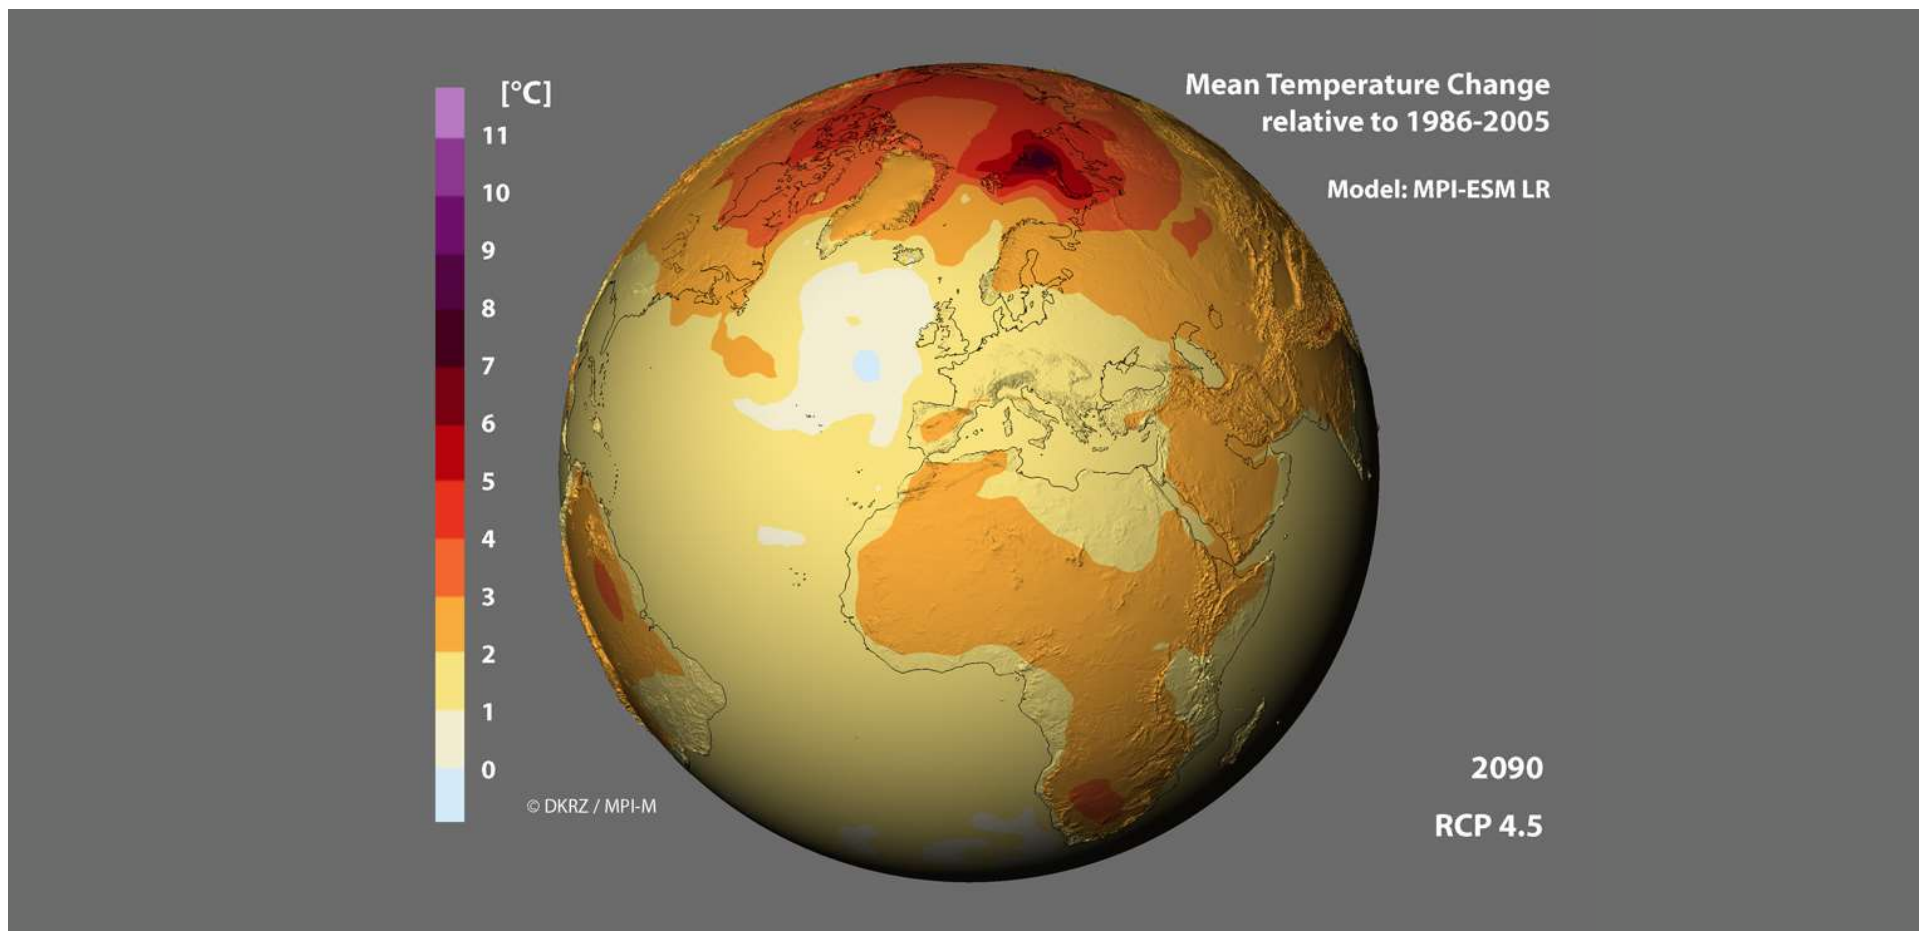 [°C]
11
10
9
8
7
6
5
4
3
2
1
0
© DKRZ / MPI-M
Mean Temperature Change
relative to 1986-2005
Model: MPI-ESM LR
2090
RCP 4.5